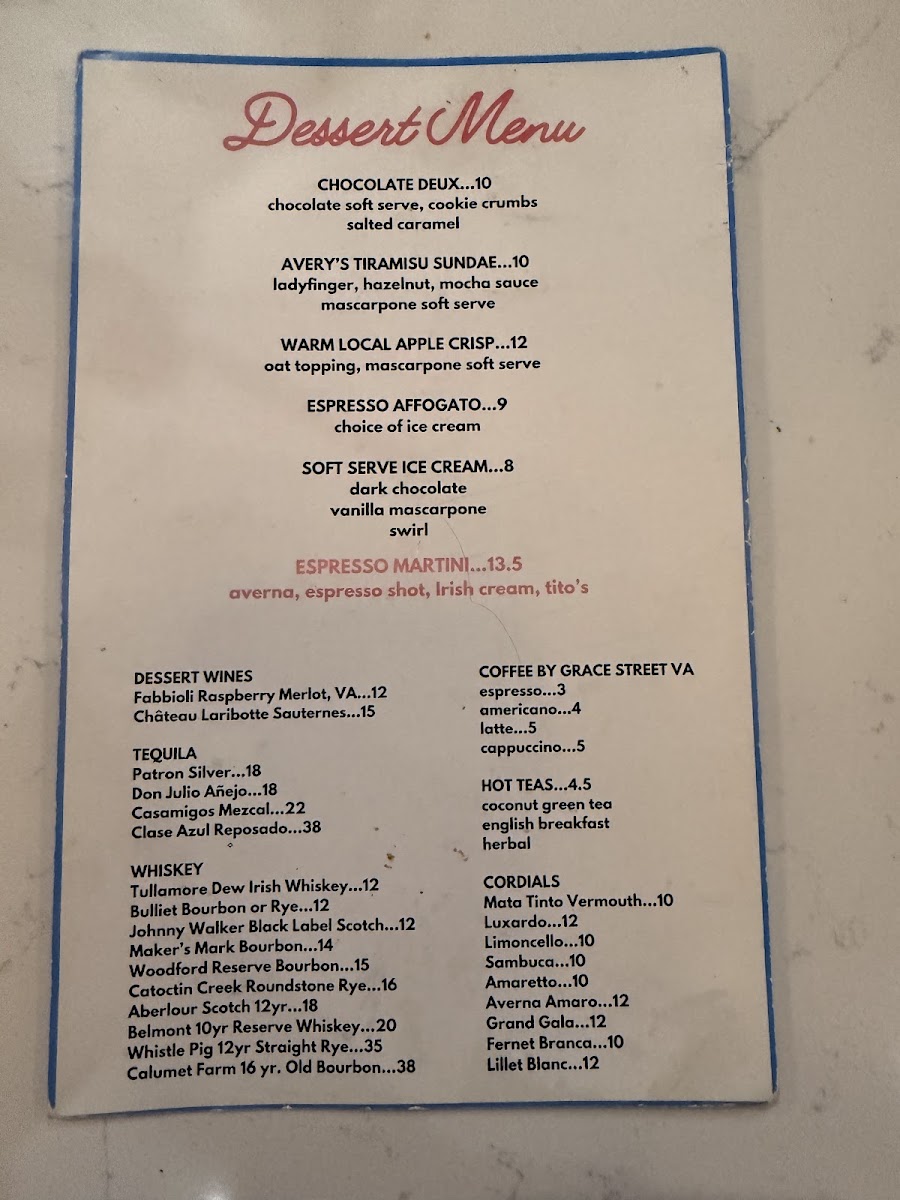 Dessert Menu
CHOCOLATE DEUX...10
chocolate soft serve, cookie crumbs
salted caramel
AVERY'S TIRAMISU SUNDAE...10
ladyfinger, hazelnut, mocha sauce
mascarpone soft serve
WARM LOCAL APPLE CRISP...12
oat topping, mascarpone soft serve
ESPRESSO AFFOGATO...9
choice of ice cream
SOFT SERVE ICE CREAM...8
dark chocolate
vanilla mascarpone
swirl
ESPRESSO MARTINI...13.5
averna, espresso shot, Irish cream, tito's
DESSERT WINES
Fabbioli Raspberry Merlot, VA...12
Château Laribotte Sauternes...15
TEQUILA
Patron Silver...18
Don Julio Añejo...18
Casamigos Mezcal...22
Clase Azul Reposado...38
WHISKEY
Tullamore Dew Irish Whiskey...12
Bulliet Bourbon or Rye...12
Johnny Walker Black Label Scotch...12
Maker's Mark Bourbon...14
Woodford Reserve Bourbon...15
Catoctin Creek Roundstone Rye...16
Aberlour Scotch 12yr...18
Belmont 10yr Reserve Whiskey...20
Whistle Pig 12yr Straight Rye...35
Calumet Farm 16 yr. Old Bourbon...38
COFFEE BY GRACE STREET VA
espresso...3
americano...4
latte...5
cappuccino...5
HOT TEAS...4.5
coconut green tea
english breakfast
herbal
CORDIALS
Mata Tinto Vermouth...10
Luxardo...12
Limoncello...10
Sambuca...10
Amaretto...10
Averna Amaro...12
Grand Gala...12
Fernet Branca...10
Lillet Blanc...12